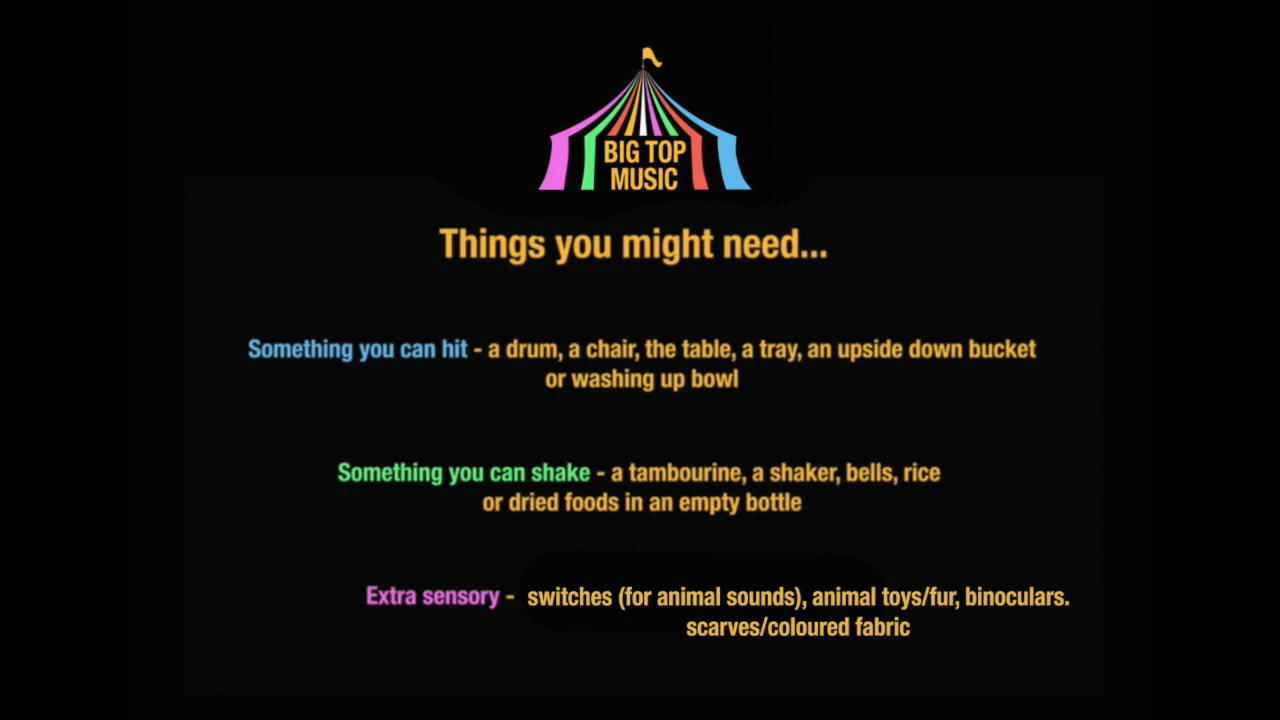 BIG TOP
MUSIC
Things you might need...
Something you can hit - a drum, a chair, the table, a tray, an upside down bucket
or washing up bowl
Something you can shake - a tambourine, a shaker, bells, rice
or dried foods in an empty bottle
Extra sensory - switches (for animal sounds), animal toys/fur, binoculars.
scarves/coloured fabric